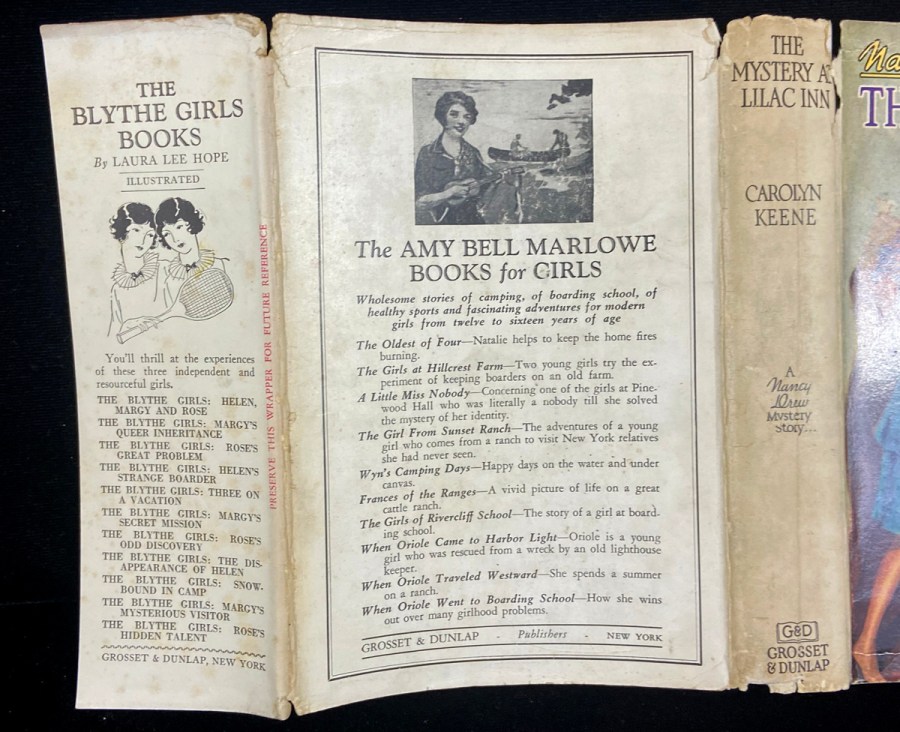 THE
BLYTHE GIRLS
BOOKS
By LAURA LEE HOPE
ILLUSTRATED
You'll thrill at the experiences
of these three independent and
resourceful girls.
THE BLYTHE GIRLS: HELEN,
MARGY AND ROSE
THE BLYTHE GIRLS: MARGY'S
QUEER INHERITANCE
THE BLYTHE GIRLS: ROSE'S
GREAT PROBLEM
THE BLYTHE GIRLS: HELEN'S
STRANGE BOARDER
THE BLYTHE GIRLS: THREE ON
A VACATION
THE BLYTHE GIRLS: MARGY'S
SECRET MISSION
THE BLYTHE GIRLS: ROSE'S
ODD DISCOVERY
THE BLYTHE GIRLS: THE DIS-
APPEARANCE OF HELEN
THE BLYTHE GIRLS: SNOW-
BOUND IN CAMP
THE BLYTHE GIRLS: MARGY'S
MYSTERIOUS VISITOR
THE BLYTHE GIRLS: ROSE'S
HIDDEN TALENT
GROSSET & DUNLAP, NEW YORK
PRESERVE THIS WRAPPER FOR FUTURE REFERENCE
The AMY BELL MARLOWE
BOOKS for GIRLS
Wholesome stories of camping, of boarding school, of
healthy sports and fascinating adventures for modern
girls from twelve to sixteen years of age
The Oldest of Four—Natalie helps to keep the home fires
burning.
The Girls at Hillcrest Farm—Two young girls try the ex-
periment of keeping boarders on an old farm.
A Little Miss Nobody—Concerning one of the girls at Pine-
wood Hall who was literally a nobody till she solved
the mystery of her identity.
The Girl From Sunset Ranch—The adventures of a young
girl who comes from a ranch to visit New York relatives
she had never seen.
Wyn's Camping Days—Happy days on the water and under
canvas.
Frances of the Ranges—A vivid picture of life on a great
cattle ranch.
The Girls of Rivercliff School—The story of a girl at board-
ing school.
When Oriole Came to Harbor Light—Oriole is a young
girl who was rescued from a wreck by an old lighthouse
keeper.
When Oriole Traveled Westward—She spends a summer
on a ranch.
When Oriole Went to Boarding School—How she wins
out over many girlhood problems.
GROSSET & DUNLAP - Publishers - NEW YORK
THE
MYSTERY AT
LILAC INN
CAROLYN
KEENE
A
Nancy
Drew
Mystery
Story...
G&D
GROSSET
& DUNLAP
Na
TH